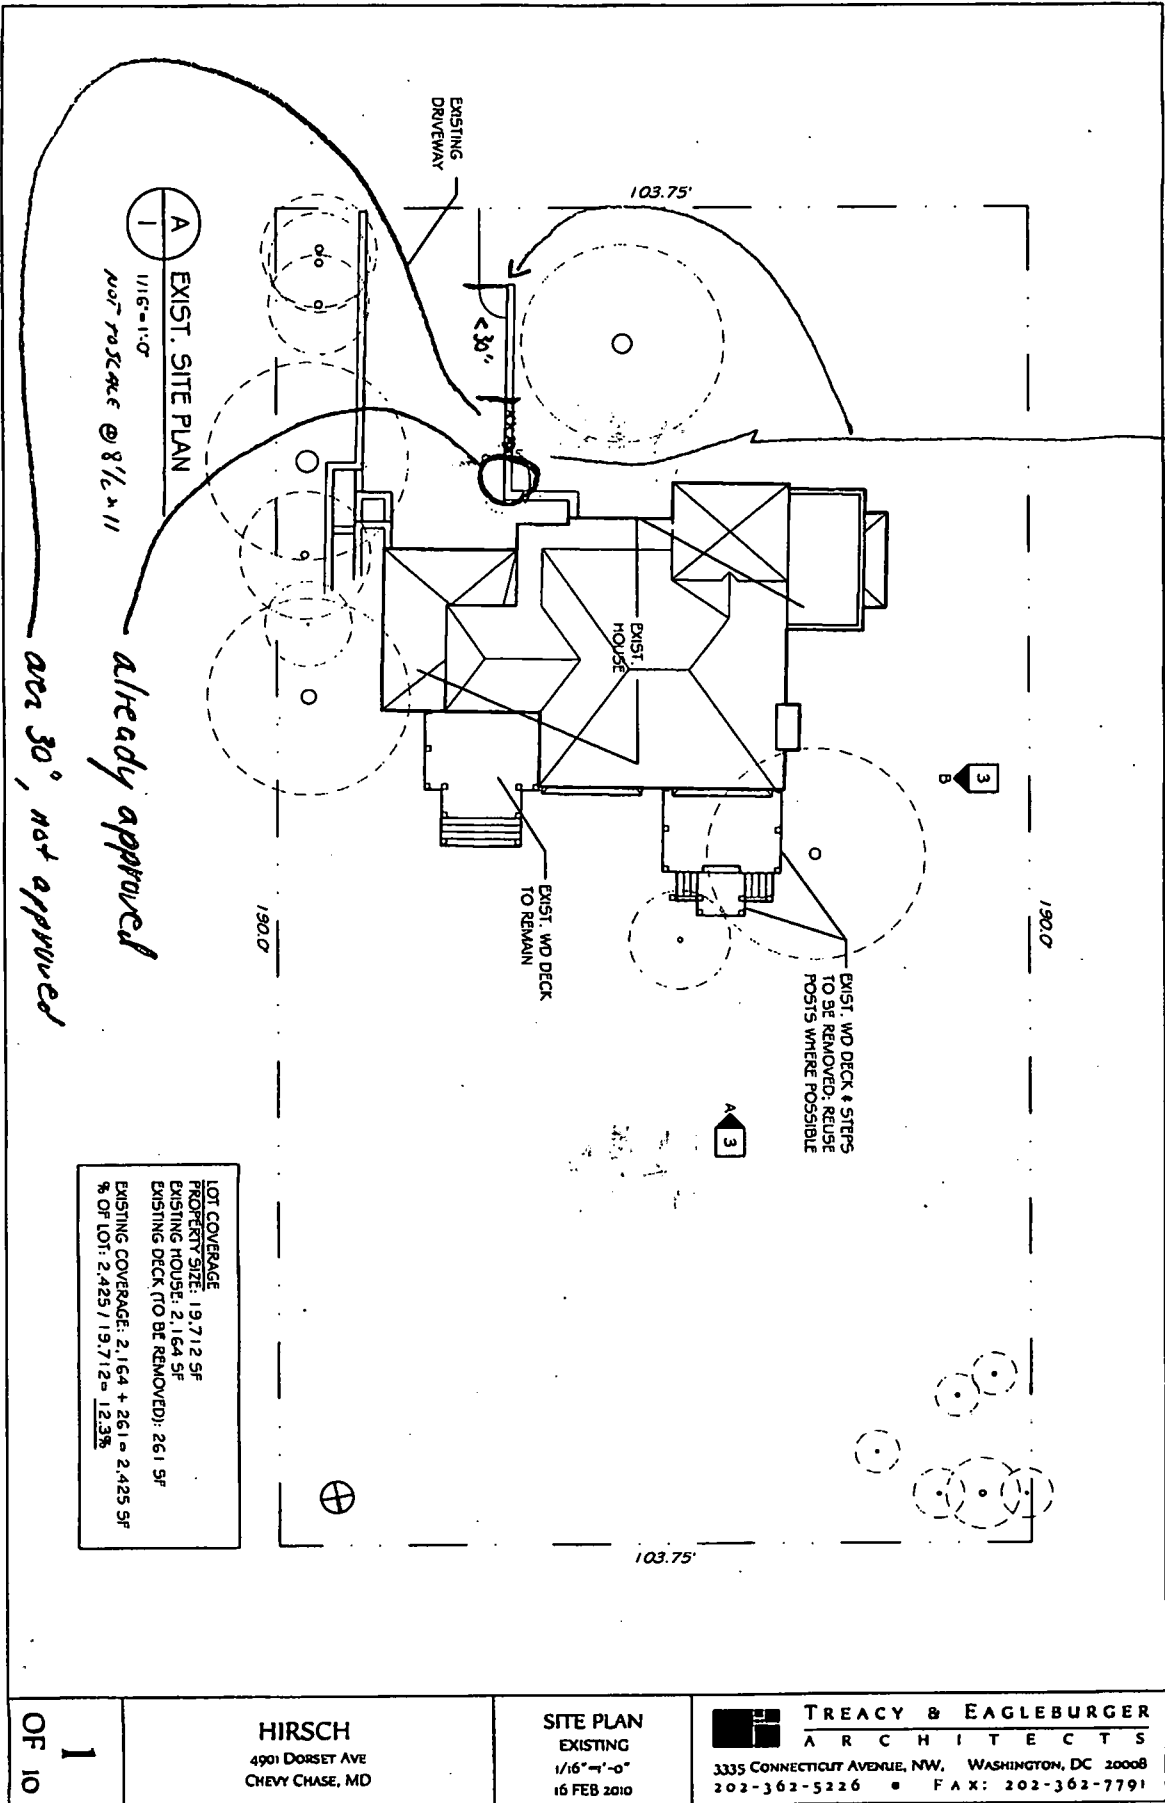 EXISTING
DRIVEWAY
103.75'
A
1
EXIST. SITE PLAN
1/16"=1'-0"
NOT TO SCALE @ 8 1/2 x 11
<30"
EXIST.
HOUSE
already approved
over 30", not approved
3
B
190.0'
190.0'
EXIST. WD DECK
TO REMAIN
EXIST. WD DECK & STEPS
TO BE REMOVED; REUSE
POSTS WHERE POSSIBLE
A
3
LOT COVERAGE
PROPERTY SIZE: 19,712 SF
EXISTING HOUSE: 2,164 SF
EXISTING DECK (TO BE REMOVED): 261 SF
EXISTING COVERAGE: 2,164 + 261 = 2,425 SF
% OF LOT: 2,425 / 19,712 = 12.3%
103.75'
1
OF 10
HIRSCH
4901 DORSET AVE
CHEVY CHASE, MD
SITE PLAN
EXISTING
1/16"=1'-0"
16 FEB 2010
TREACY & EAGLEBURGER
ARCHITECTS
3335 CONNECTICUT AVENUE, NW, WASHINGTON, DC 20008
202-362-5226 • FAX: 202-362-7791